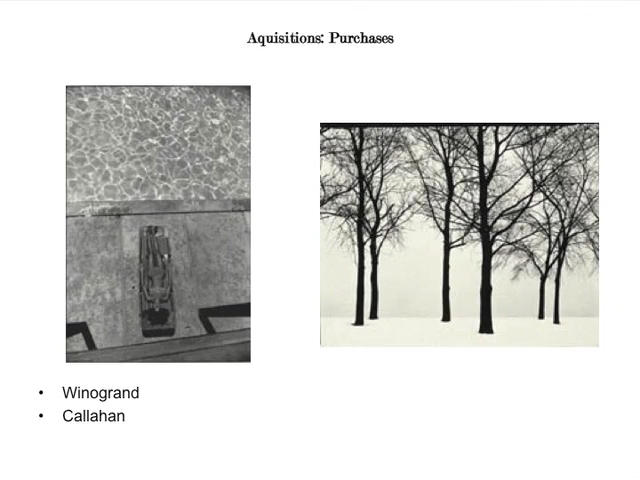 Aquisitions: Purchases
• Winogrand
• Callahan